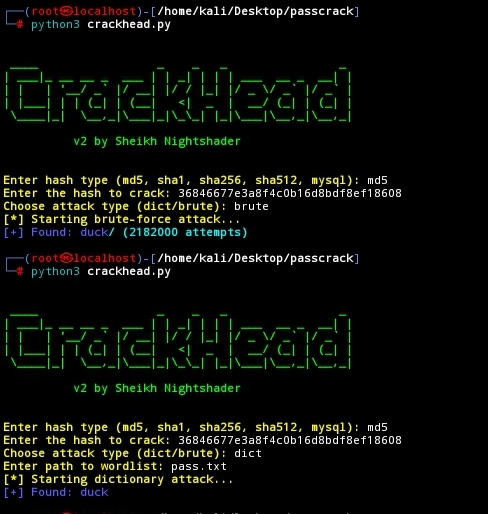 ┌──(root㉿localhost)-[/home/kali/Desktop/passcrack]
└─# python3 crackhead.py
CrackHead
v2 by Sheikh Nightshader
Enter hash type (md5, sha1, sha256, sha512, mysql): md5
Enter the hash to crack: 36846677e3a8f4c0b16d8bdf8ef18608
Choose attack type (dict/brute): brute
[*] Starting brute-force attack...
[+] Found: duck/ (2182000 attempts)
┌──(root㉿localhost)-[/home/kali/Desktop/passcrack]
└─# python3 crackhead.py
CrackHead
v2 by Sheikh Nightshader
Enter hash type (md5, sha1, sha256, sha512, mysql): md5
Enter the hash to crack: 36846677e3a8f4c0b16d8bdf8ef18608
Choose attack type (dict/brute): dict
Enter path to wordlist: pass.txt
[*] Starting dictionary attack...
[+] Found: duck